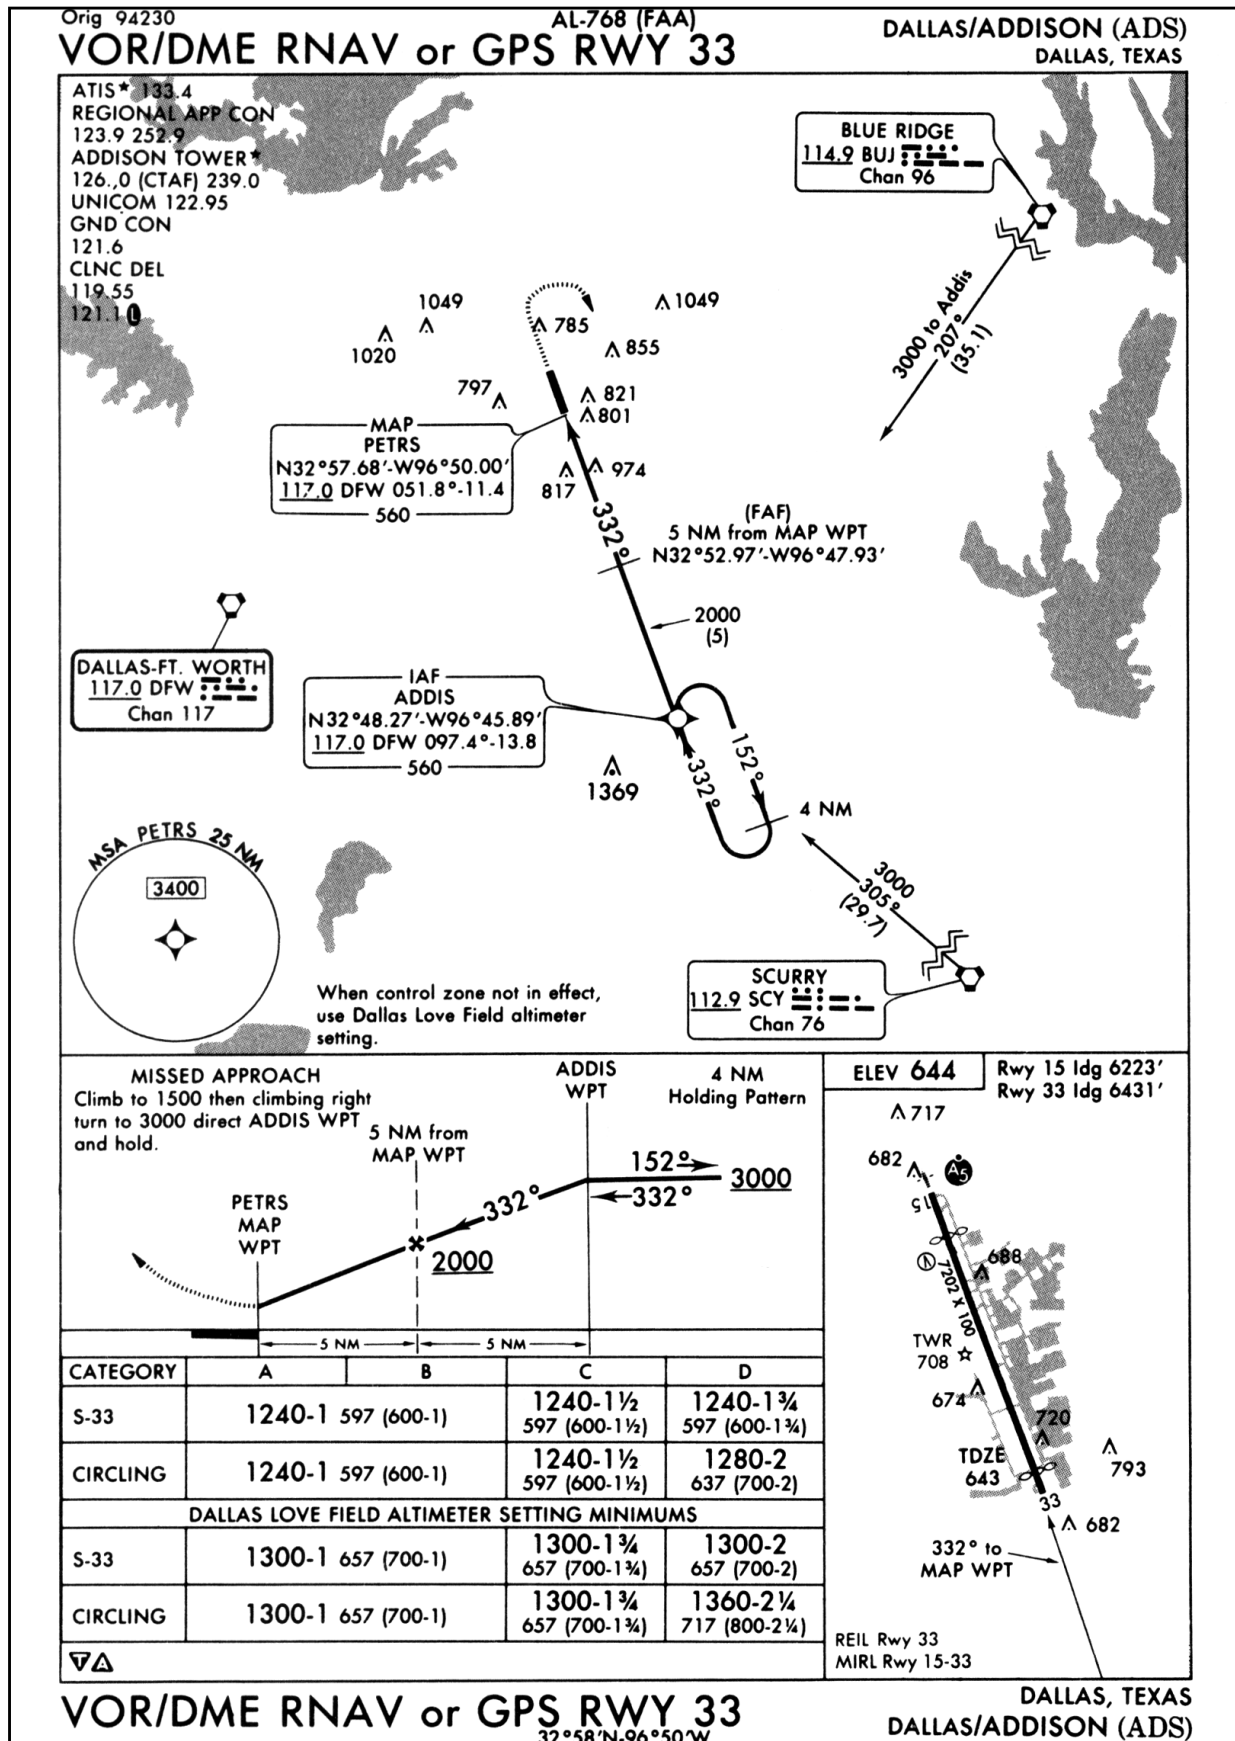 Orig 94230
AL-768 (FAA)
VOR/DME RNAV or GPS RWY 33
DALLAS/ADDISON (ADS)
DALLAS, TEXAS
ATIS★ 133.4
REGIONAL APP CON
123.9 252.9
ADDISON TOWER★
126.,0 (CTAF) 239.0
UNICOM 122.95
GND CON
121.6
CLNC DEL
119.55
121.1 L
BLUE RIDGE
114.9 BUJ
Chan 96
3000 to Addis
207°
(35.1)
1049
1020
785
1049
855
797
821
801
MAP
PETRS
N32°57.68'-W96°50.00'
117.0 DFW 051.8°-11.4
560
974
817
332°
(FAF)
5 NM from MAP WPT
N32°52.97'-W96°47.93'
2000
(5)
DALLAS-FT. WORTH
117.0 DFW
Chan 117
IAF
ADDIS
N32°48.27'-W96°45.89'
117.0 DFW 097.4°-13.8
560
1369
152°
332°
4 NM
3000
305°
(29.7)
MSA PETRS 25 NM
3400
SCURRY
112.9 SCY
Chan 76
When control zone not in effect,
use Dallas Love Field altimeter
setting.
MISSED APPROACH
Climb to 1500 then climbing right
turn to 3000 direct ADDIS WPT
and hold.
5 NM from
MAP WPT
ADDIS
WPT
4 NM
Holding Pattern
PETRS
MAP
WPT
332°
2000
152°
332°
3000
5 NM
5 NM
ELEV 644
Rwy 15 ldg 6223'
Rwy 33 ldg 6431'
717
682
A5
15
688
7202 X 100
TWR
708
674
720
TDZE
643
793
33
682
332° to
MAP WPT
REIL Rwy 33
MIRL Rwy 15-33
CATEGORY A B C D
S-33 1240-1 597 (600-1) 1240-1½ 1240-1¾
597 (600-1½) 597 (600-1¾)
CIRCLING 1240-1 597 (600-1) 1240-1½ 1280-2
597 (600-1½) 637 (700-2)
DALLAS LOVE FIELD ALTIMETER SETTING MINIMUMS
S-33 1300-1 657 (700-1) 1300-1¾ 1300-2
657 (700-1¾) 657 (700-2)
CIRCLING 1300-1 657 (700-1) 1300-1¾ 1360-2¼
657 (700-1¾) 717 (800-2¼)
T A
VOR/DME RNAV or GPS RWY 33
32°58'N-96°50'W
DALLAS, TEXAS
DALLAS/ADDISON (ADS)